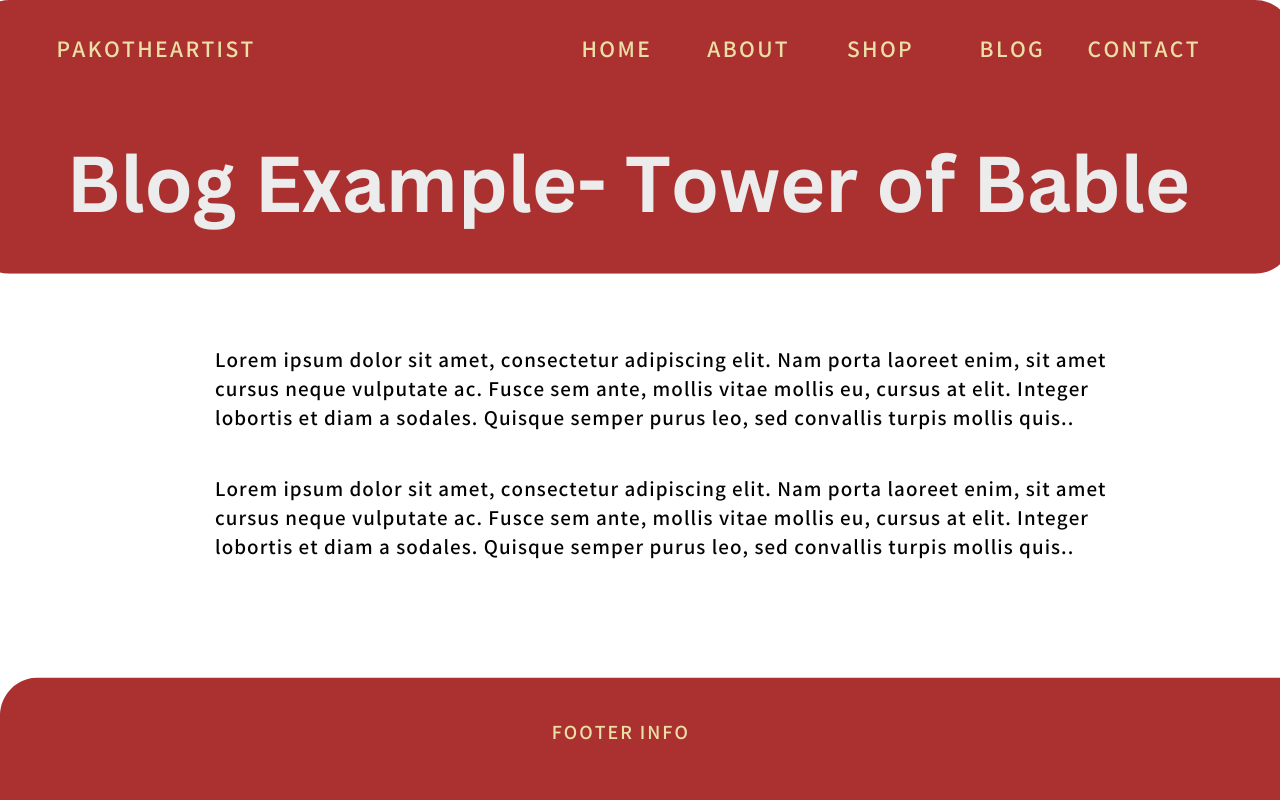 PAKOTHEARTIST HOME ABOUT SHOP BLOG CONTACT
Blog Example- Tower of Bable
Lorem ipsum dolor sit amet, consectetur adipiscing elit. Nam porta laoreet enim, sit amet
cursus neque vulputate ac. Fusce sem ante, mollis vitae mollis eu, cursus at elit. Integer
lobortis et diam a sodales. Quisque semper purus leo, sed convallis turpis mollis quis..
Lorem ipsum dolor sit amet, consectetur adipiscing elit. Nam porta laoreet enim, sit amet
cursus neque vulputate ac. Fusce sem ante, mollis vitae mollis eu, cursus at elit. Integer
lobortis et diam a sodales. Quisque semper purus leo, sed convallis turpis mollis quis..
FOOTER INFO